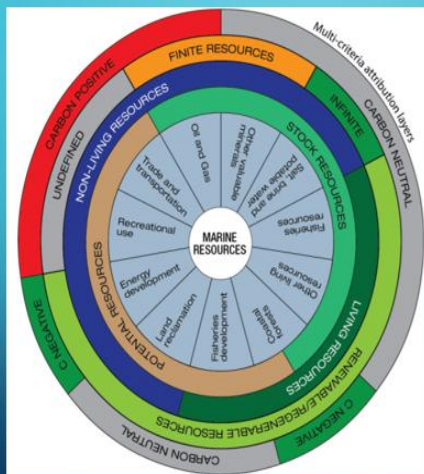 Multi-criteria attribution layers
CARBON POSITIVE
CARBON NEUTRAL
C NEGATIVE
CARBON NEUTRAL
C NEGATIVE
UNDEFINED
FINITE RESOURCES
INFINITE
RENEWABLE/REGENERABLE RESOURCES
NON-LIVING RESOURCES
LIVING RESOURCES
STOCK RESOURCES
POTENTIAL RESOURCES
Oil and Gas
Other valuable
minerals
Salt, brine and
potable water
Fisheries
resources
Other living
resources
Coastal
forests
Fisheries
development
Land
reclamation
Energy
development
Recreational
use
Trade and
transportation
MARINE
RESOURCES